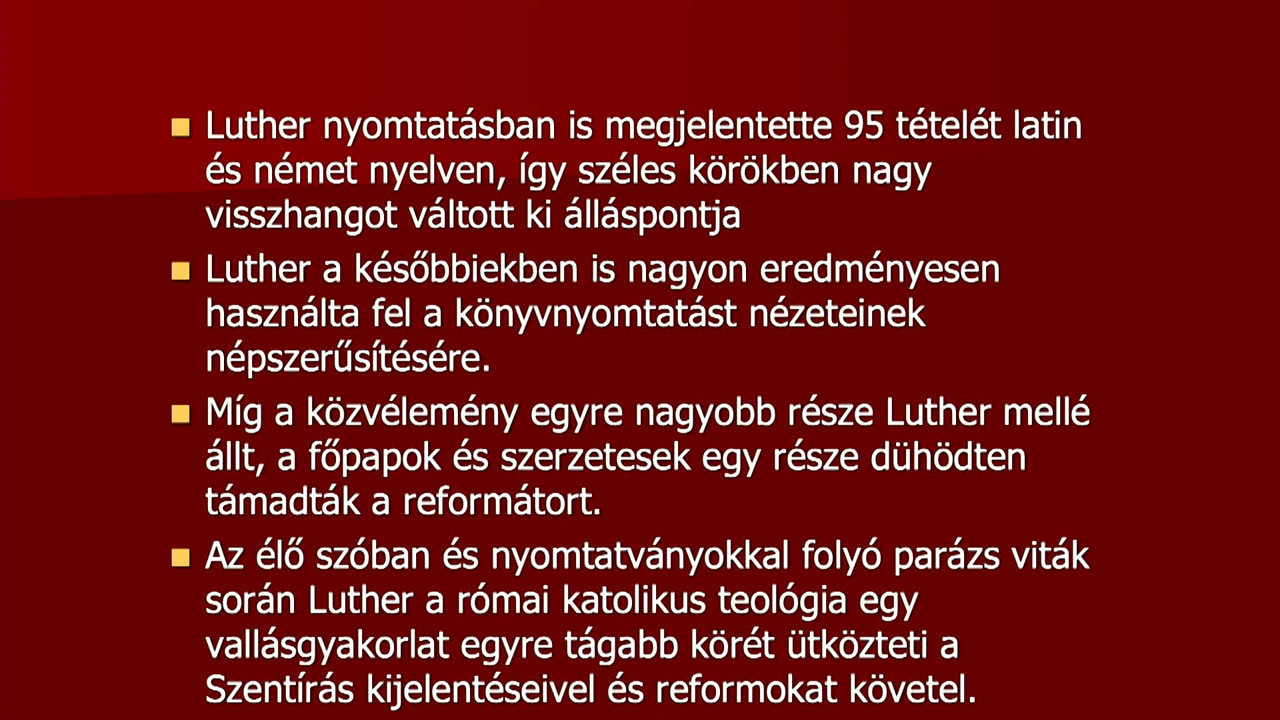 Luther nyomtatásban is megjelentette 95 tételét latin
és német nyelven, így széles körökben nagy
visszhangot váltott ki álláspontja
Luther a későbbiekben is nagyon eredményesen
használta fel a könyvnyomtatást nézeteinek
népszerűsítésére.
Míg a közvélemény egyre nagyobb része Luther mellé
állt, a főpapok és szerzetesek egy része dühödten
támadták a reformátort.
Az élő szóban és nyomtatványokkal folyó parázs viták
során Luther a római katolikus teológia egy
vallásgyakorlat egyre tágabb körét ütközteti a
Szentírás kijelentéseivel és reformokat követel.